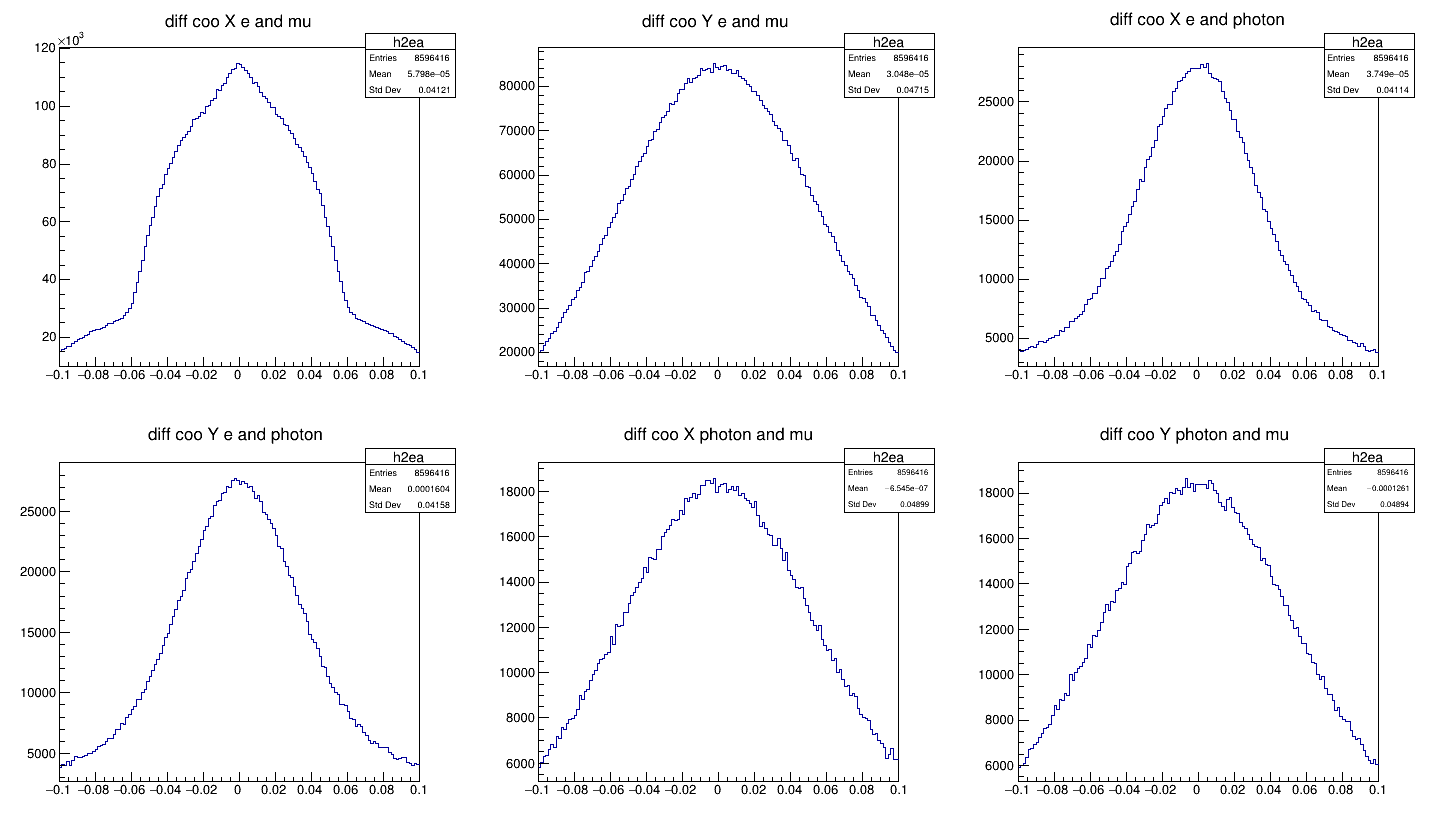 diff coo X e and mu
×10³
120
100
80
60
40
20
−0.1 −0.08 −0.06 −0.04 −0.02 0 0.02 0.04 0.06 0.08 0.1
h2ea
Entries 8596416
Mean 5.798e−05
Std Dev 0.04121
diff coo Y e and mu
80000
70000
60000
50000
40000
30000
20000
−0.1 −0.08 −0.06 −0.04 −0.02 0 0.02 0.04 0.06 0.08 0.1
h2ea
Entries 8596416
Mean 3.048e−05
Std Dev 0.04715
diff coo X e and photon
25000
20000
15000
10000
5000
−0.1 −0.08 −0.06 −0.04 −0.02 0 0.02 0.04 0.06 0.08 0.1
h2ea
Entries 8596416
Mean 3.749e−05
Std Dev 0.04114
diff coo Y e and photon
25000
20000
15000
10000
5000
−0.1 −0.08 −0.06 −0.04 −0.02 0 0.02 0.04 0.06 0.08 0.1
h2ea
Entries 8596416
Mean 0.0001604
Std Dev 0.04158
diff coo X photon and mu
18000
16000
14000
12000
10000
8000
6000
−0.1 −0.08 −0.06 −0.04 −0.02 0 0.02 0.04 0.06 0.08 0.1
h2ea
Entries 8596416
Mean −6.545e−07
Std Dev 0.04899
diff coo Y photon and mu
18000
16000
14000
12000
10000
8000
6000
−0.1 −0.08 −0.06 −0.04 −0.02 0 0.02 0.04 0.06 0.08 0.1
h2ea
Entries 8596416
Mean −0.0001261
Std Dev 0.04894